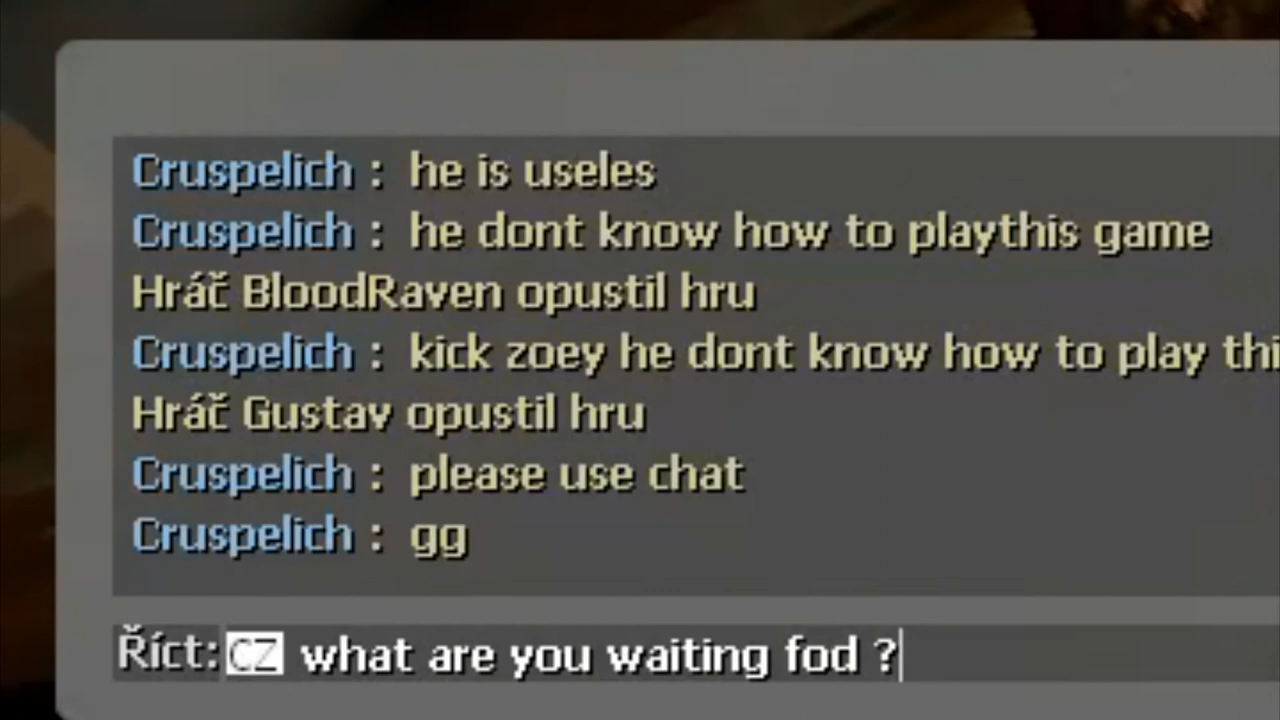 Cruspelich : he is useles
Cruspelich : he dont know how to playthis game
Hráč BloodRaven opustil hru
Cruspelich : kick zoey he dont know how to play thi
Hráč Gustav opustil hru
Cruspelich : please use chat
Cruspelich : gg
Říct: CZ what are you waiting fod ?